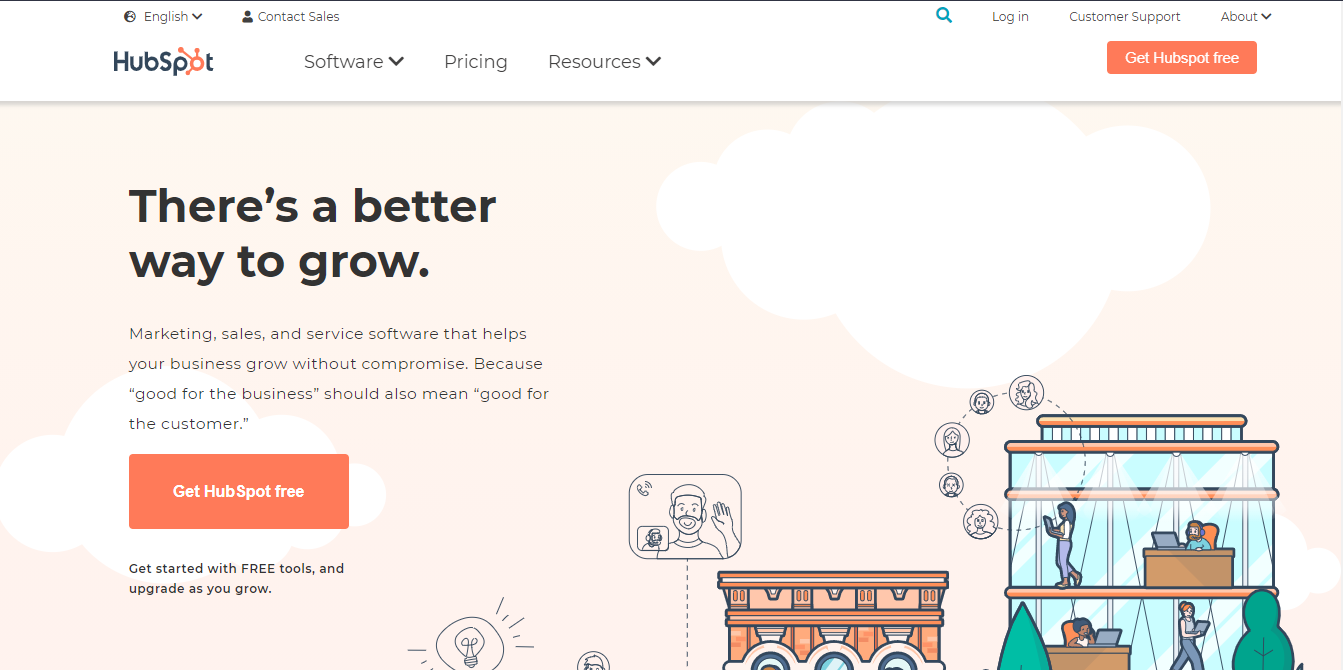 English
Contact Sales
Log in
Customer Support
About
HubSpot
Software
Pricing
Resources
Get Hubspot free
There’s a better
way to grow.
Marketing, sales, and service software that helps
your business grow without compromise. Because
“good for the business” should also mean “good for
the customer.”
Get HubSpot free
Get started with FREE tools, and
upgrade as you grow.